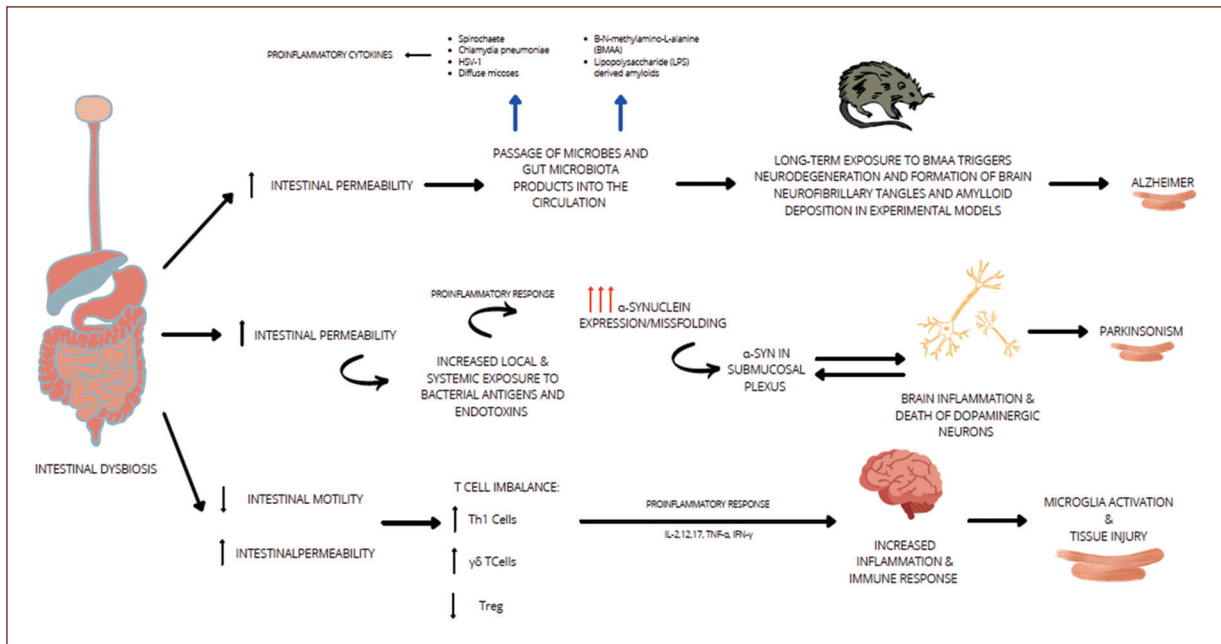 PROINFLAMMATORY CYTOKINES
Spirochaete
Chlamydia pneumoniae
HSV-1
Diffuse micoses
B-N-methylamino-L-alanine
(BMAA)
Lipopolysaccharide (LPS)
derived amyloids
INTESTINAL PERMEABILITY
PASSAGE OF MICROBES AND
GUT MICROBIOTA
PRODUCTS INTO THE
CIRCULATION
LONG-TERM EXPOSURE TO BMAA TRIGGERS
NEURODEGENERATION AND FORMATION OF BRAIN
NEUROFIBRILLARY TANGLES AND AMYLLOID
DEPOSITION IN EXPERIMENTAL MODELS
ALZHEIMER
INTESTINAL PERMEABILITY
PROINFLAMMATORY RESPONSE
INCREASED LOCAL &
SYSTEMIC EXPOSURE TO
BACTERIAL ANTIGENS AND
ENDOTOXINS
α-SYNUCLEIN
EXPRESSION/MISSFOLDING
α-SYN IN
SUBMUCOSAL
PLEXUS
BRAIN INFLAMMATION &
DEATH OF DOPAMINERGIC
NEURONS
PARKINSONISM
INTESTINAL DYSBIOSIS
INTESTINAL MOTILITY
INTESTINALPERMEABILITY
T CELL IMBALANCE:
Th1 Cells
γδ TCells
Treg
PROINFLAMMATORY RESPONSE
IL-2,12,17, TNF-α, IFN-γ
INCREASED
INFLAMMATION &
IMMUNE RESPONSE
MICROGLIA ACTIVATION
&
TISSUE INJURY